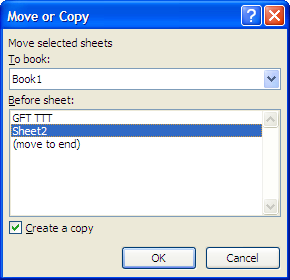 Move or Copy
Move selected sheets
To book:
Book1
Before sheet:
GFT TTT
Sheet2
(move to end)
Create a copy
OK Cancel